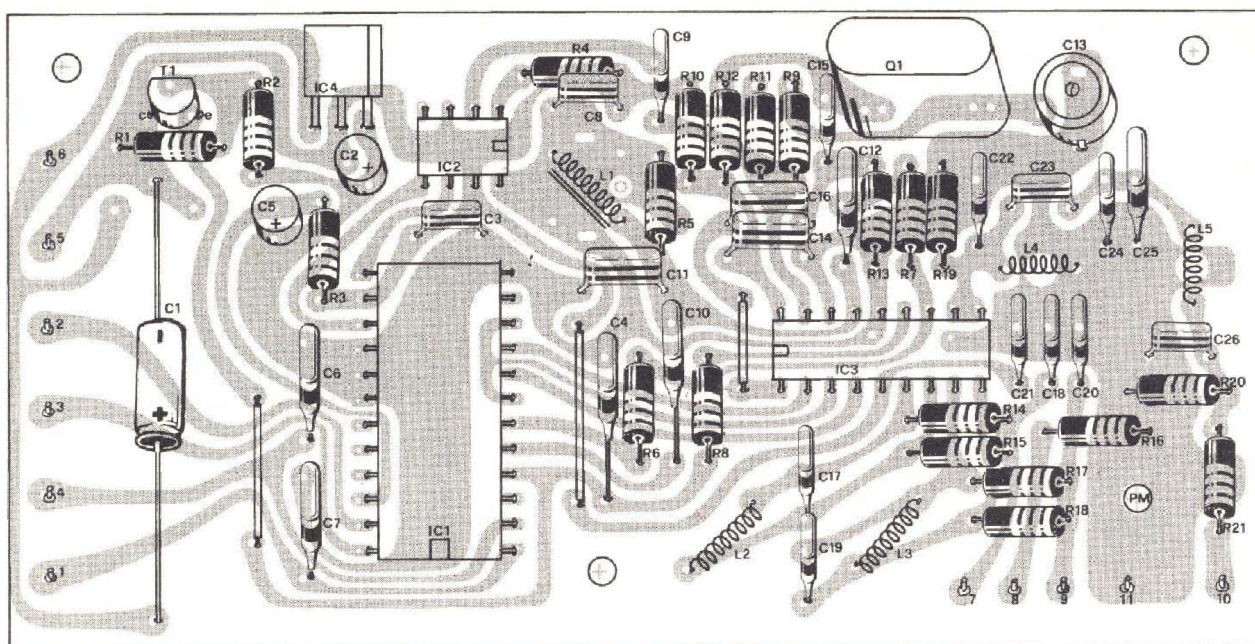 C9
C13
R4
Q1
T1
R2
IC4
C15
R10
R12
R11
R9
c
e
C8
R1
C2
C12
C22
6
IC2
L1
C23
C16
C5
C3
R5
C14
L5
5
L4
C24
C25
R13
R7
R19
C11
R3
C1
2
C4
C10
C26
C6
IC3
C21
C18
C20
R20
3
R14
R16
R15
R6
R8
C17
R17
4
PM
C7
R18
R21
IC1
L2
C19
L3
1
7
8
9
11
10